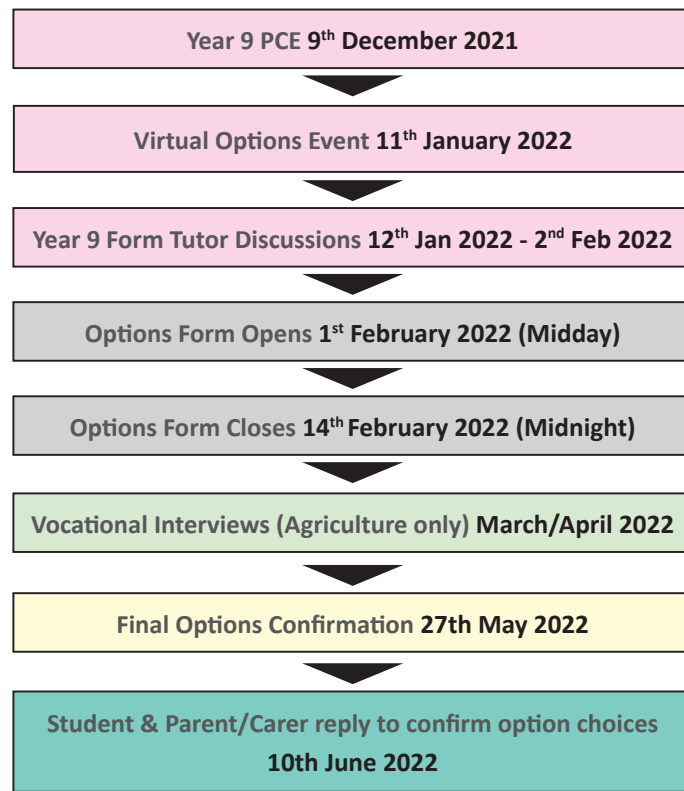 Year 9 PCE 9th December 2021
Virtual Options Event 11th January 2022
Year 9 Form Tutor Discussions 12th Jan 2022 - 2nd Feb 2022
Options Form Opens 1st February 2022 (Midday)
Options Form Closes 14th February 2022 (Midnight)
Vocational Interviews (Agriculture only) March/April 2022
Final Options Confirmation 27th May 2022
Student & Parent/Carer reply to confirm option choices
10th June 2022